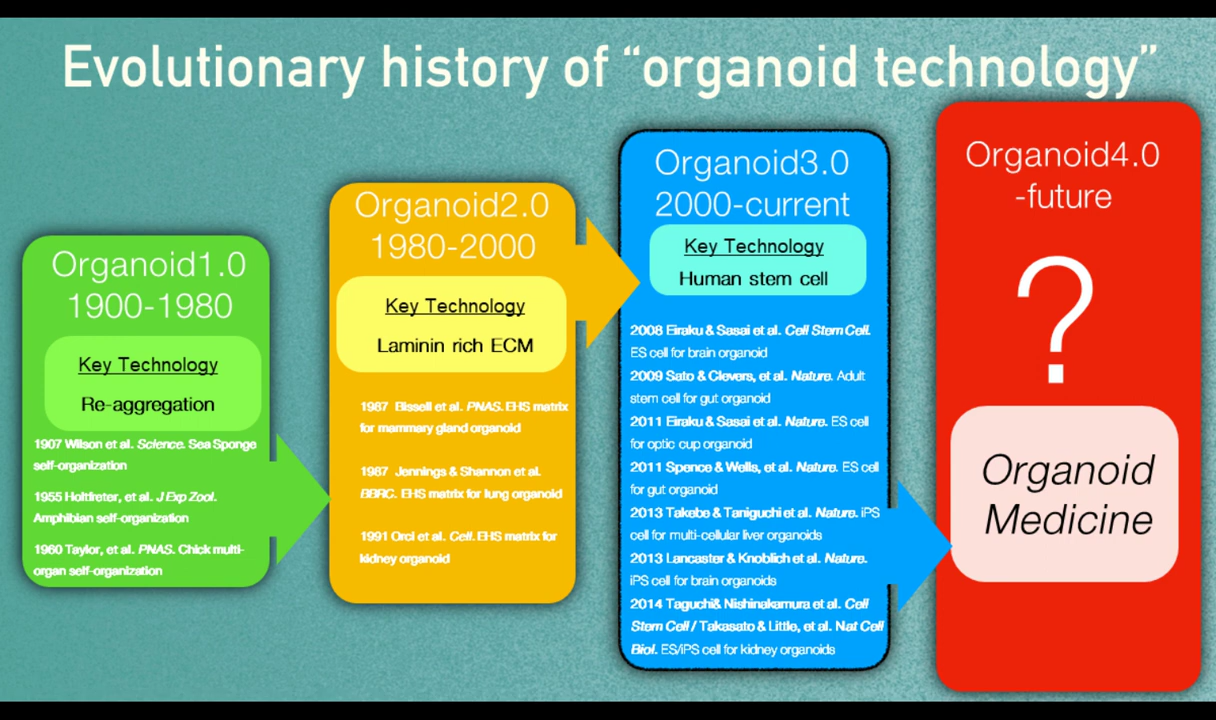 Evolutionary history of “organoid technology”
Organoid1.0
1900-1980
Key Technology
Re-aggregation
1907 Wilson et al. Science. Sea Sponge
self-organization
1955 Holtfreter, et al. J Exp Zool.
Amphibian self-organization
1960 Taylor, et al. PNAS. Chick multi-
organ self-organization
Organoid2.0
1980-2000
Key Technology
Laminin rich ECM
1987 Bissell et al. PNAS. EHS matrix
for mammary gland organoid
1987 Jennings & Shannon et al.
BBRC. EHS matrix for lung organoid
1991 Orci et al. Cell. EHS matrix for
kidney organoid
Organoid3.0
2000-current
Key Technology
Human stem cell
2008 Eiraku & Sasai et al. Cell Stem Cell.
ES cell for brain organoid
2009 Sato & Clevers, et al. Nature. Adult
stem cell for gut organoid
2011 Eiraku & Sasai et al. Nature. ES cell
for optic cup organoid
2011 Spence & Wells, et al. Nature. ES cell
for gut organoid
2013 Takebe & Taniguchi et al. Nature. iPS
cell for multi-cellular liver organoids
2013 Lancaster & Knoblich et al. Nature.
iPS cell for brain organoids
2014 Taguchi& Nishinakamura et al. Cell
Stem Cell / Takasato & Little, et al. Nat Cell
Biol. ES/iPS cell for kidney organoids
Organoid4.0
-future
?
Organoid
Medicine